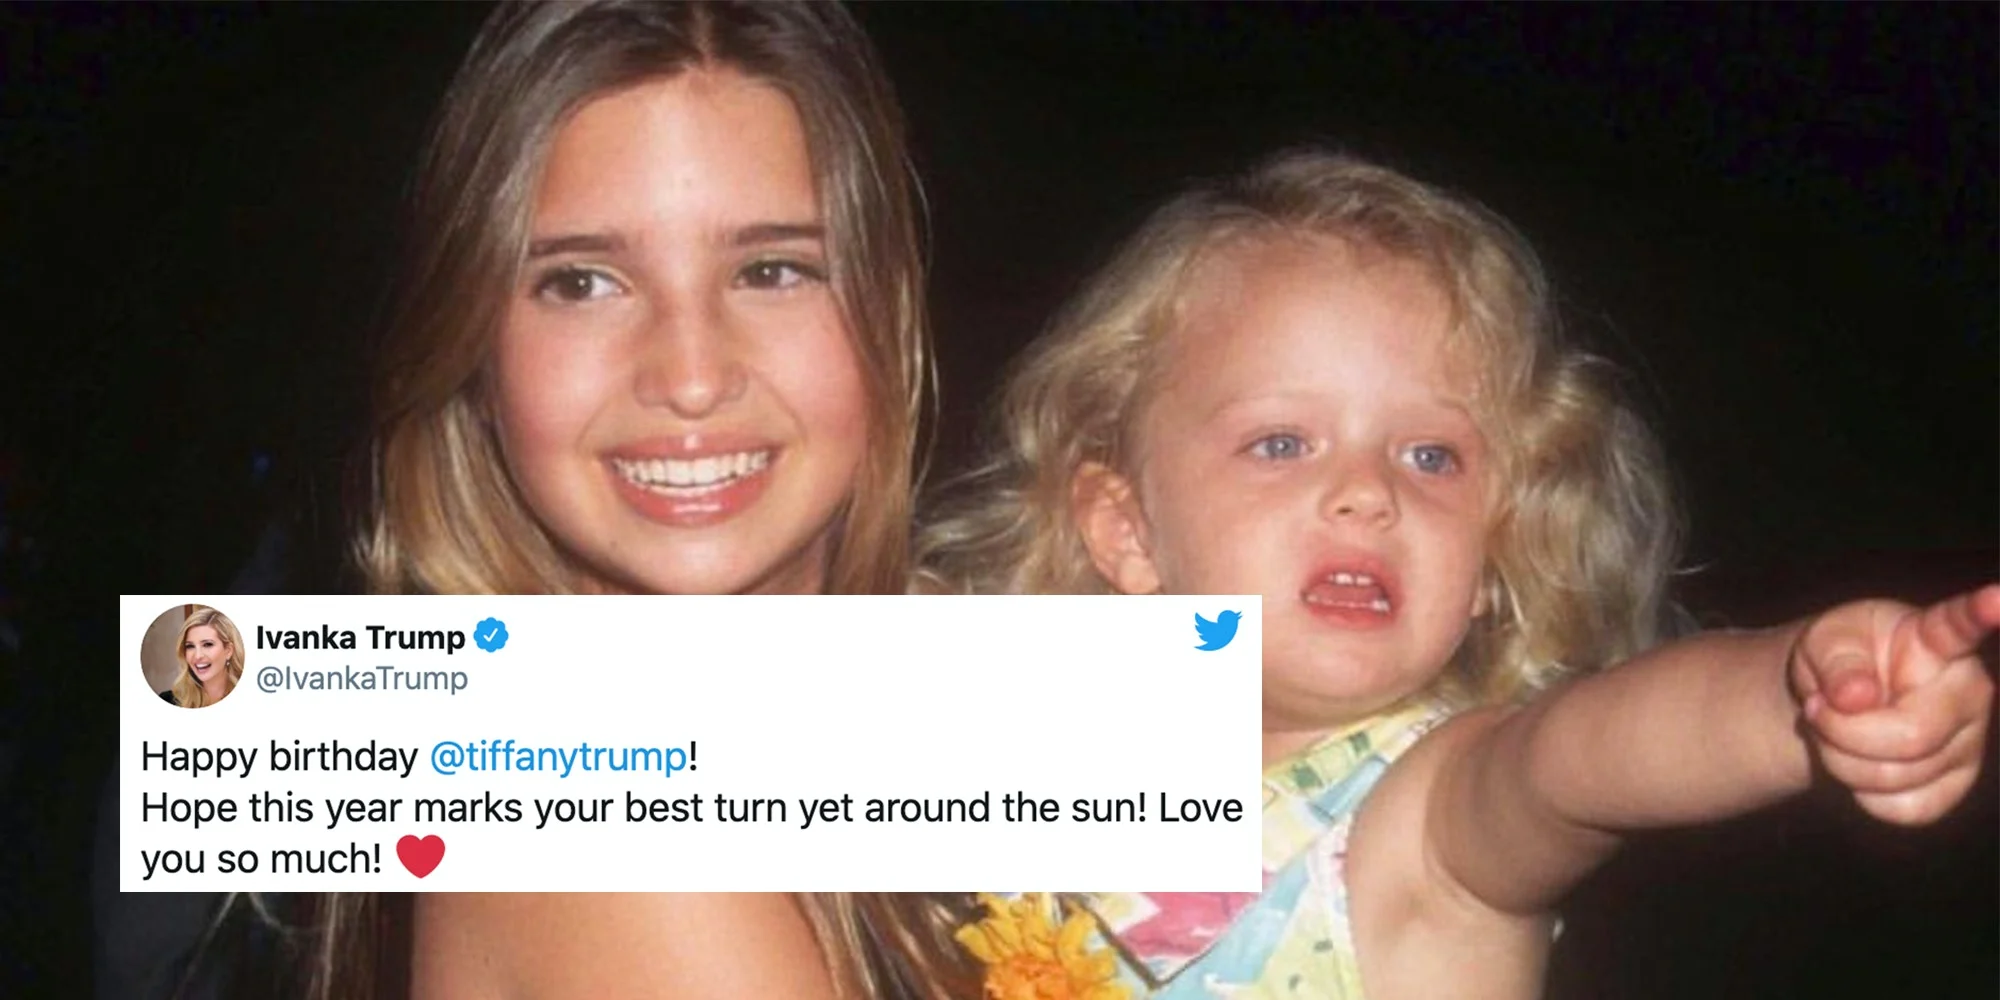 Ivanka Trump
@IvankaTrump
Happy birthday @tiffanytrump!
Hope this year marks your best turn yet around the sun! Love
you so much! ❤️